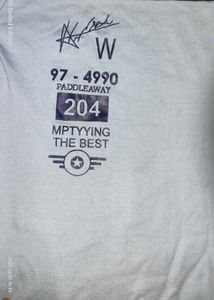 W
97 - 4990
PADDLEAWAY
204
MPTYYING
THE BEST